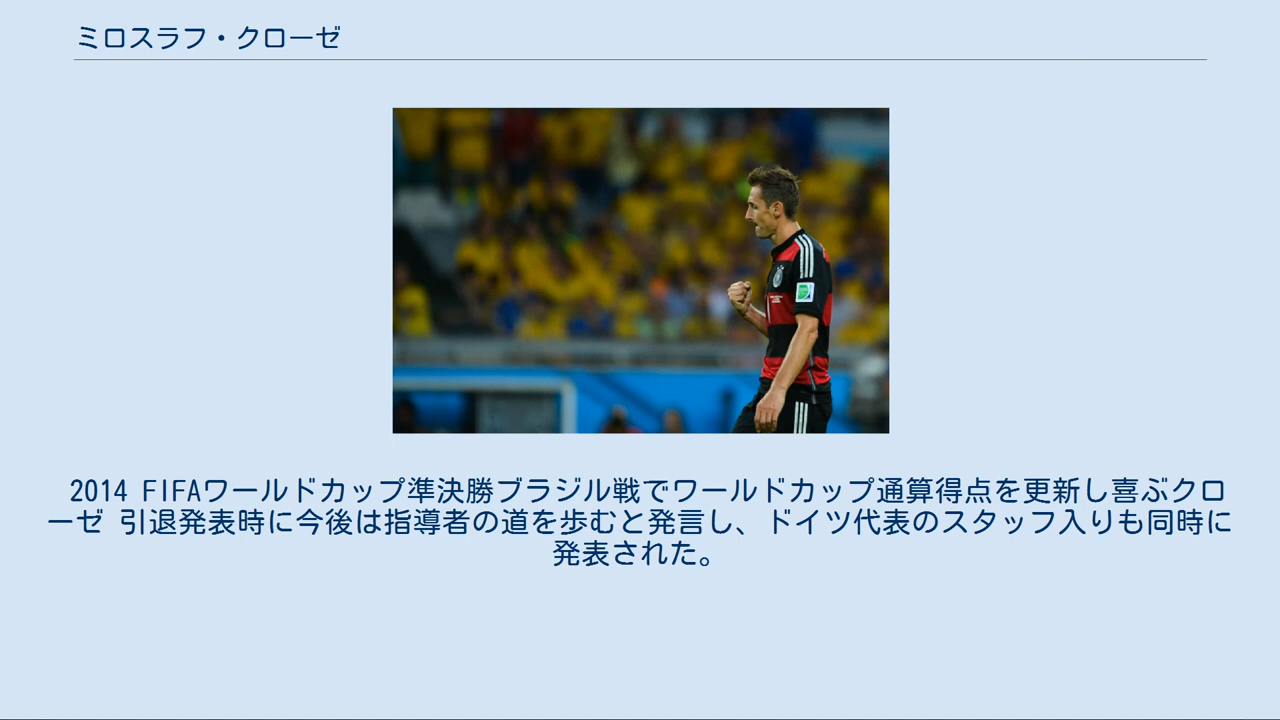 ミロスラフ・クローゼ
2014 FIFAワールドカップ準決勝ブラジル戦でワールドカップ通算得点を更新し喜ぶクロ
ーゼ 引退発表時に今後は指導者の道を歩むと発言し、ドイツ代表のスタッフ入りも同時に
発表された。